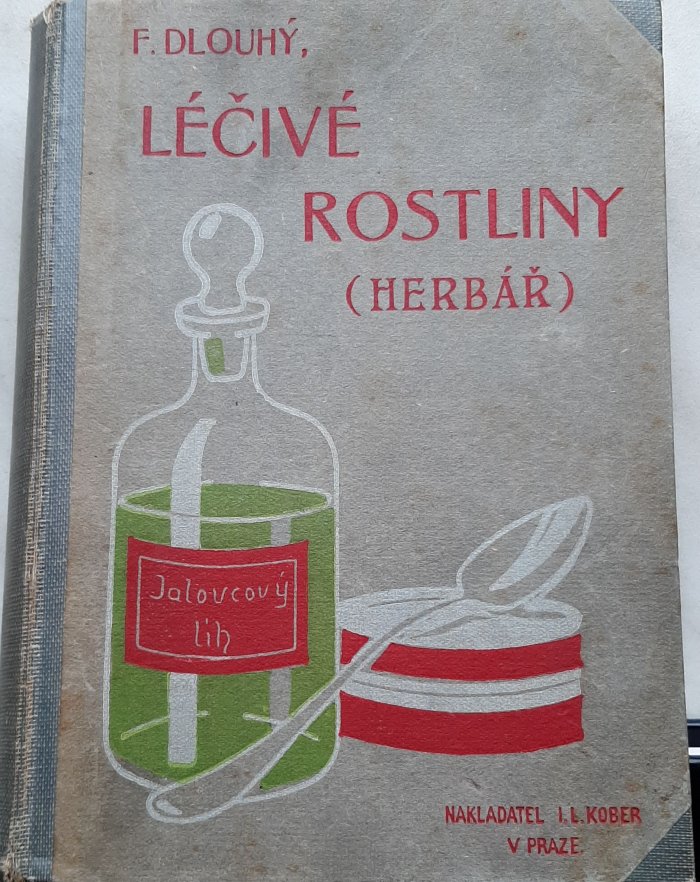 F. DLOUHÝ,
LÉČIVÉ
ROSTLINY
(HERBÁŘ)
Jalovcový
líh
NAKLADATEL I. L. KOBER
V PRAZE.